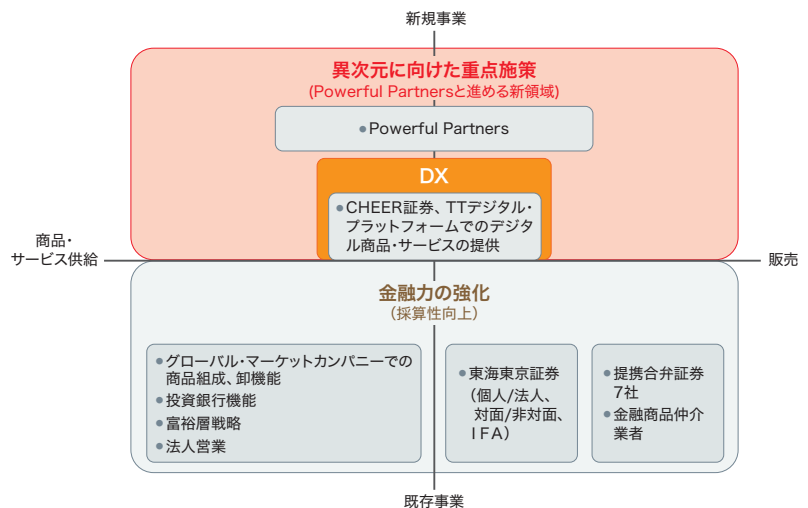 新規事業
異次元に向けた重点施策
(Powerful Partnersと進める新領域)
●Powerful Partners
DX
●CHEER証券、TTデジタル・
プラットフォームでのデジ
タル商品・サービスの提供
商品・
サービス供給
販売
金融力の強化
（採算性向上）
●グローバル・マーケットカンパニーでの
商品組成、卸機能
●投資銀行機能
●富裕層戦略
●法人営業
●東海東京証券
（個人/法人、
対面/非対面、
IFA）
●提携合弁証券
7社
●金融商品仲介
業者
既存事業